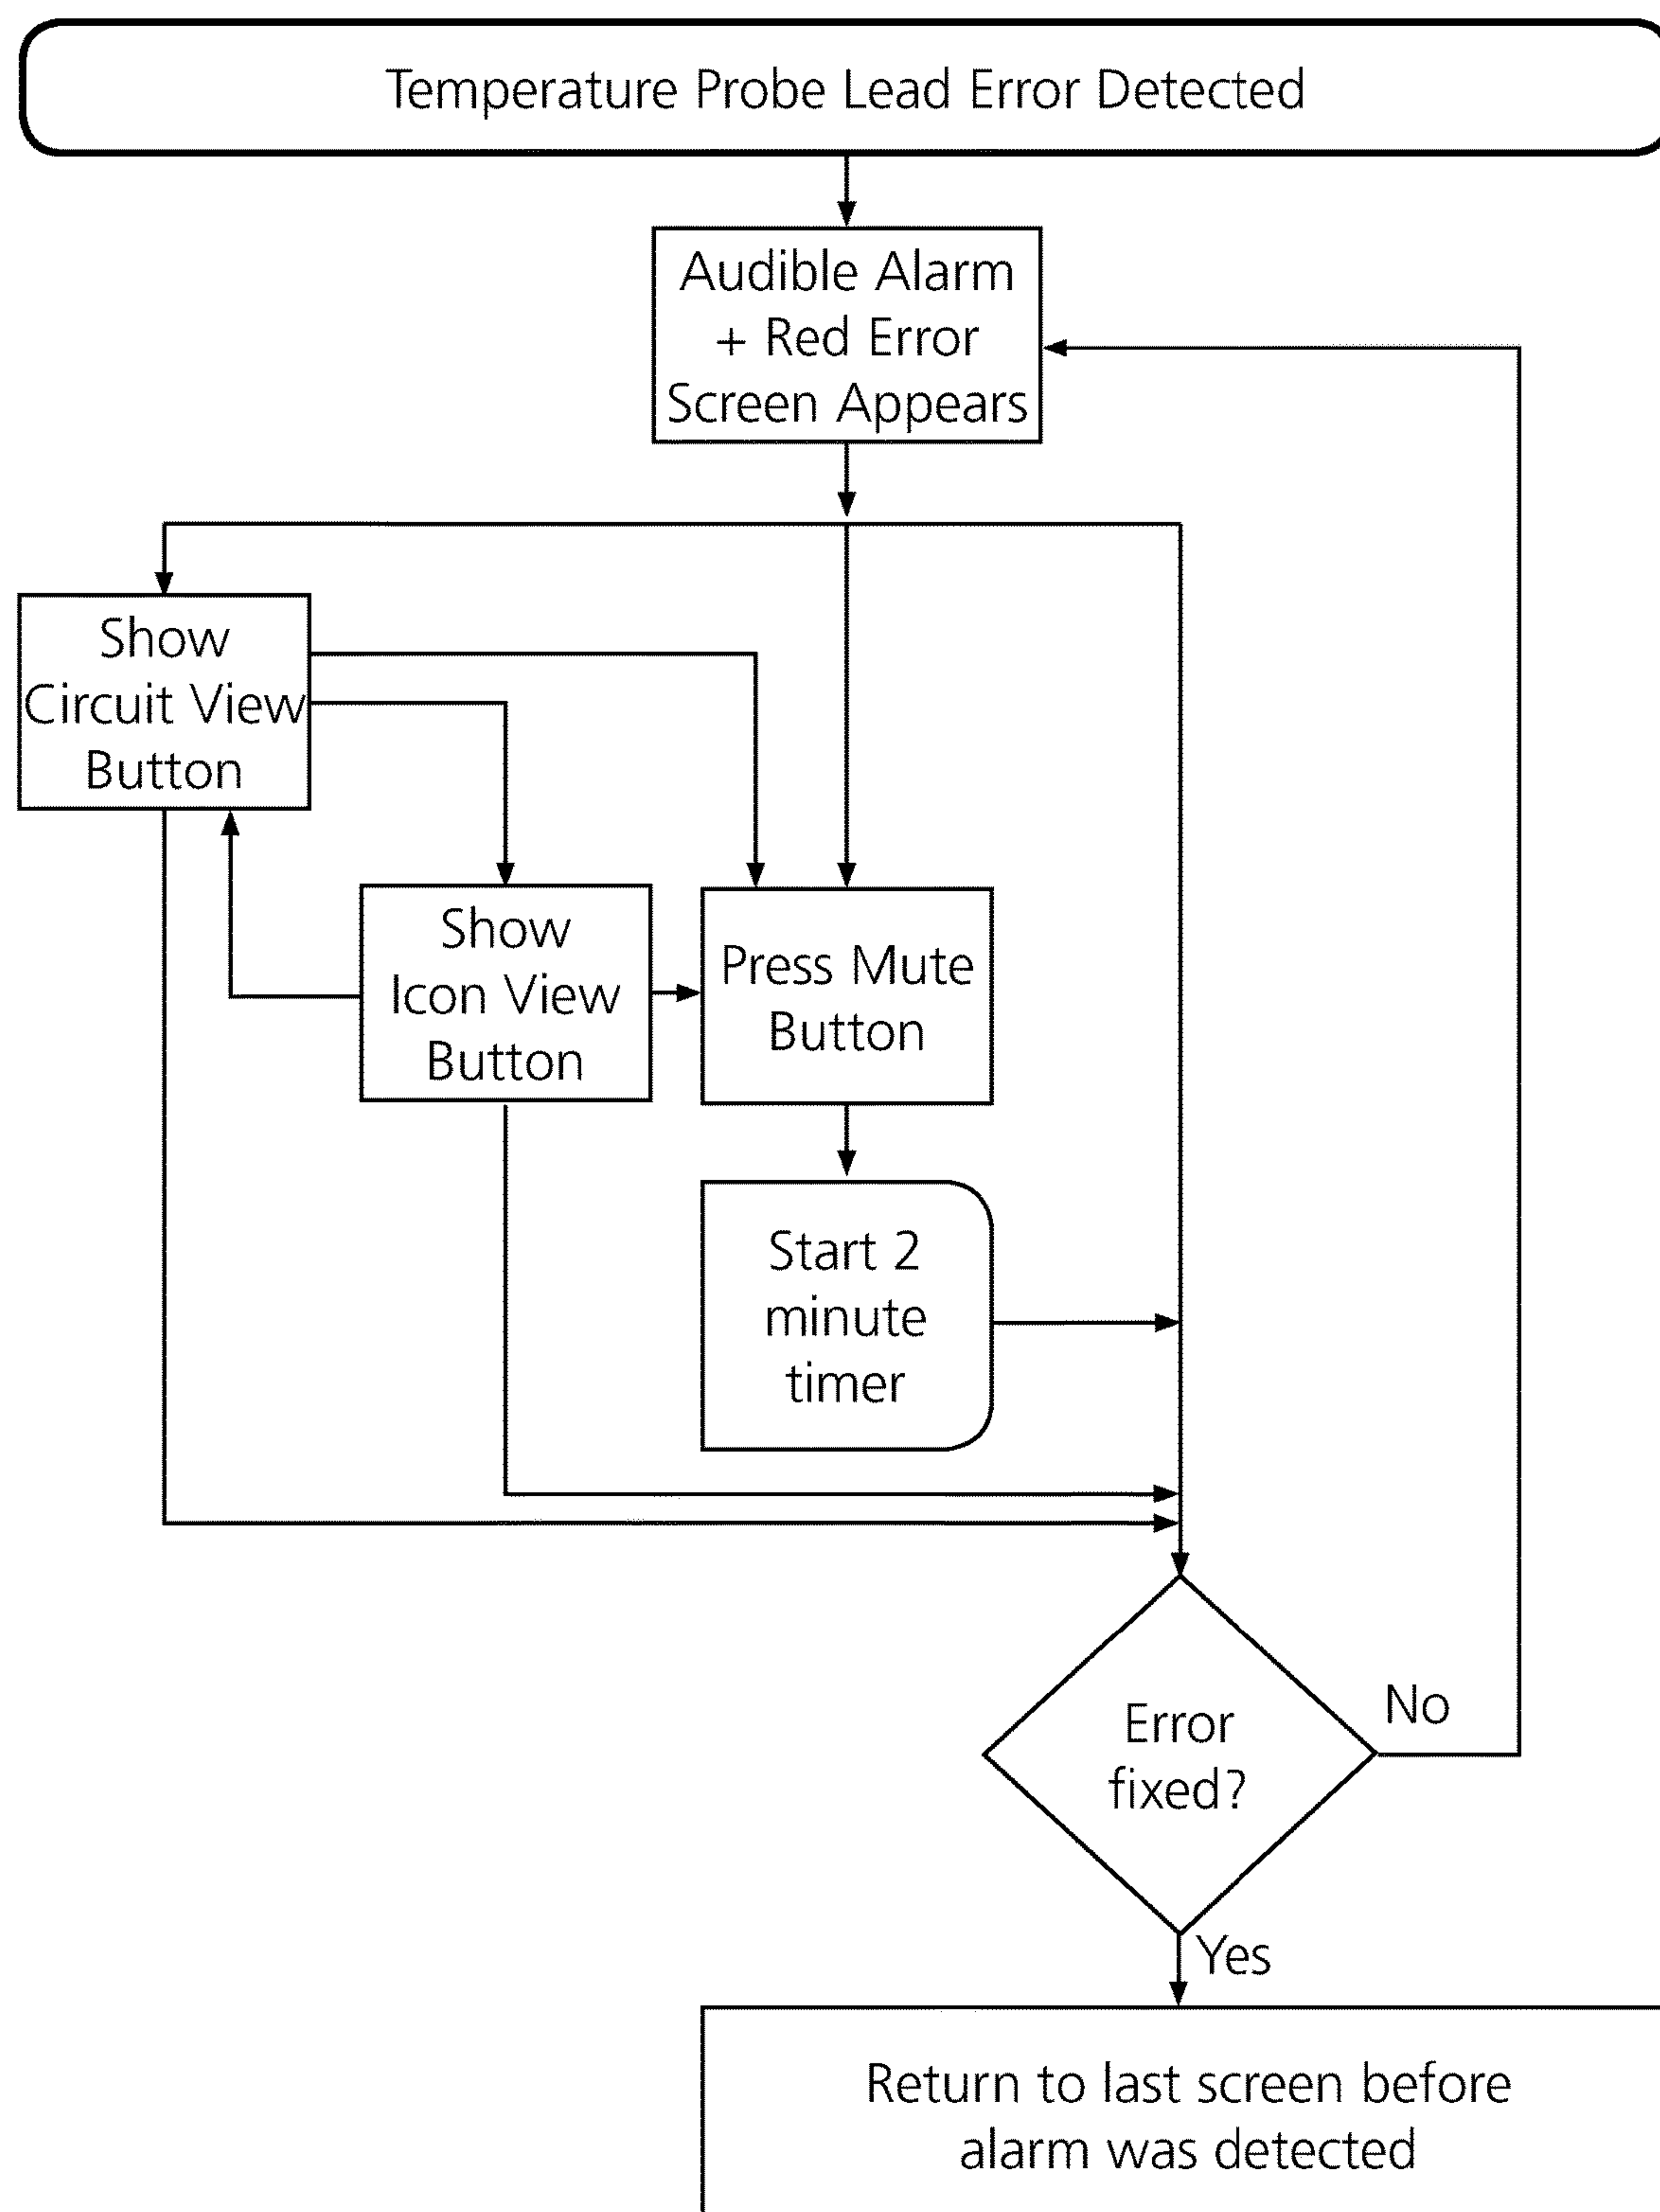 Temperature Probe Lead Error Detected
Audible Alarm
+ Red Error
Screen Appears
Show
Circuit View
Button
Show
Icon View
Button
Press Mute
Button
Start 2
minute
timer
Error
fixed?
No
Yes
Return to last screen before
alarm was detected